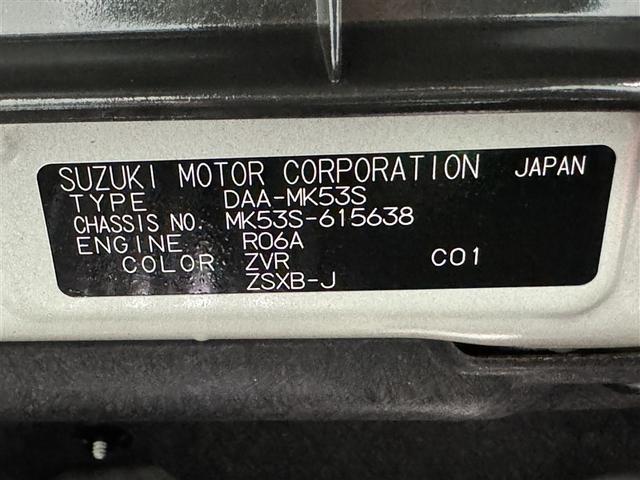 SUZUKI MOTOR CORPORATION JAPAN
TYPE DAA-MK53S
CHASSIS NO. MK53S-615638
ENGINE R06A
COLOR ZVR C01
ZSXB-J